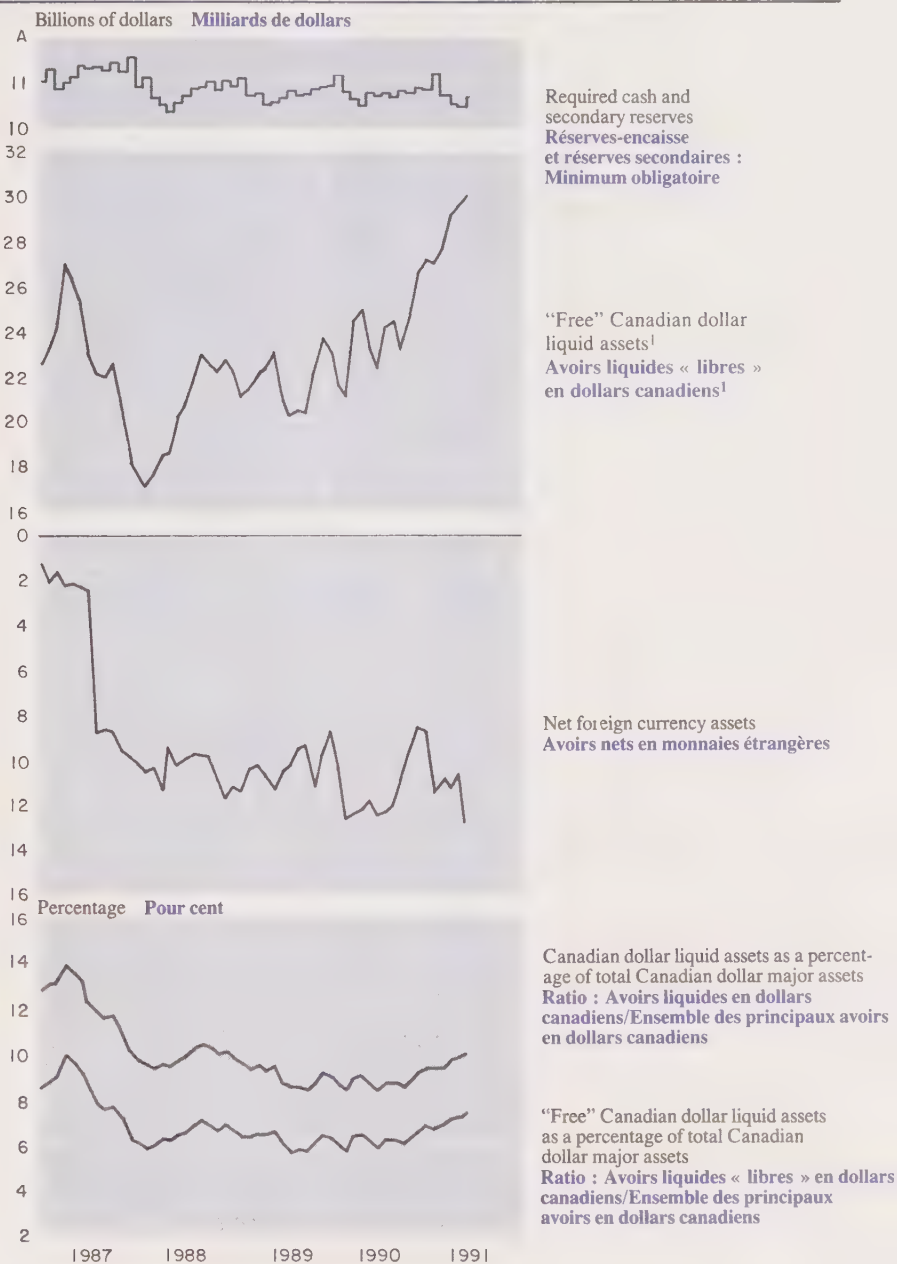 Billions of dollars Milliards de dollars
A
11
10
Required cash and
secondary reserves
Réserves-encaisse
et réserves secondaires :
Minimum obligatoire
32
30
28
26
24
22
20
18
16
"Free" Canadian dollar
liquid assets¹
Avoirs liquides « libres »
en dollars canadiens¹
0
2
4
6
8
10
12
14
16
Net foreign currency assets
Avoirs nets en monnaies étrangères
Percentage Pour cent
16
14
12
10
8
6
4
2
Canadian dollar liquid assets as a percent-
age of total Canadian dollar major assets
Ratio : Avoirs liquides en dollars
canadiens/Ensemble des principaux avoirs
en dollars canadiens
"Free" Canadian dollar liquid assets
as a percentage of total Canadian
dollar major assets
Ratio : Avoirs liquides « libres » en dollars
canadiens/Ensemble des principaux
avoirs en dollars canadiens
1987 1988 1989 1990 1991